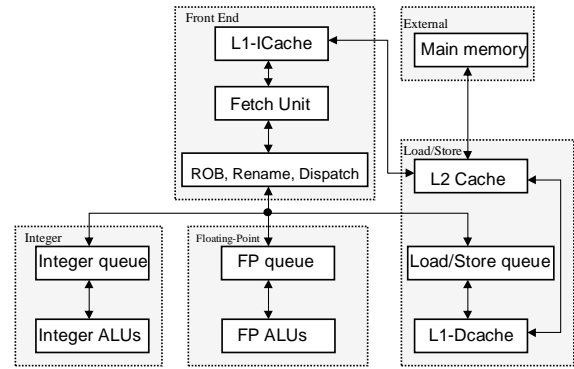 Front End
L1-ICache
Fetch Unit
ROB, Rename, Dispatch
External
Main memory
Load/Store
L2 Cache
Integer
Integer queue
Integer ALUs
Floating-Point
FP queue
FP ALUs
Load/Store queue
L1-Dcache